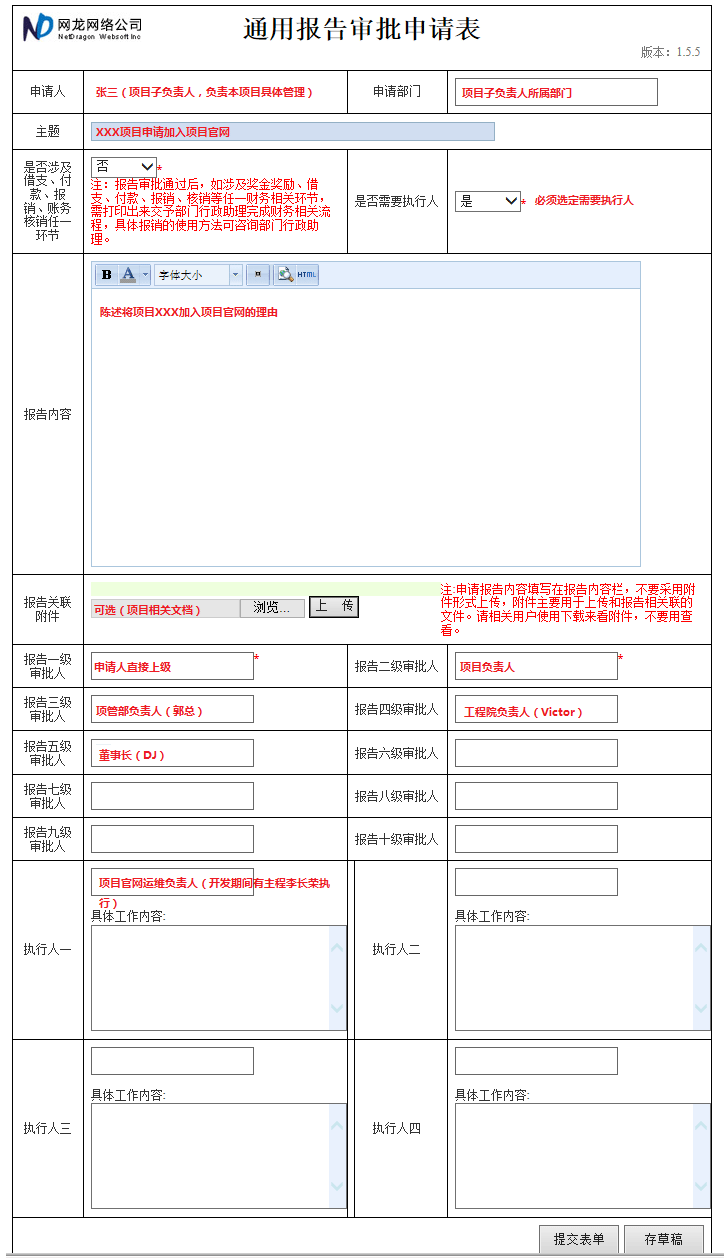 网龙网络公司
NetDragon Websoft Inc
通用报告审批申请表
版本：1.5.5
申请人
张三（项目子负责人，负责本项目具体管理）
申请部门
项目子负责人所属部门
主题
XXX项目申请加入项目官网
是否涉及
借支、付
款、报
销、账务
核销任一
环节
否
*
注：报告审批通过后，如涉及奖金奖励、借
支、付款、报销、核销等任一财务相关环节，
需打印出来交予部门行政助理完成财务相关流
程，具体报销的使用方法可咨询部门行政助
理。
是否需要执行人
是
*
必须选定需要执行人
报告内容
B A 字体大小 HTML
陈述将项目XXX加入项目官网的理由
报告关联
附件
可选（项目相关文档）
浏览...
上 传
注:申请报告内容填写在报告内容栏，不要采用附
件形式上传，附件主要用于上传和报告相关联的
文件。请相关用户使用下载来看附件，不要用查
看。
报告一级
审批人
申请人直接上级
*
报告二级审批人
项目负责人
*
报告三级
审批人
项管部负责人（郭总）
报告四级审批人
工程院负责人（Victor）
报告五级
审批人
董事长（DJ）
报告六级审批人
报告七级
审批人
报告八级审批人
报告九级
审批人
报告十级审批人
执行人一
项目官网运维负责人（开发期间有主程李长荣执
行）
具体工作内容:
执行人二
具体工作内容:
执行人三
具体工作内容:
执行人四
具体工作内容:
提交表单
存草稿